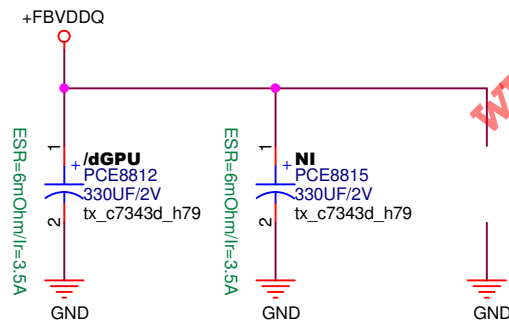 +FBVDDQ
ESR=6mOhm/Ir=3.5A
1
+
/dGPU
PCE8812
330UF/2V
tx_c7343d_h79
2
GND
ESR=6mOhm/Ir=3.5A
1
+
NI
PCE8815
330UF/2V
tx_c7343d_h79
2
GND
GND